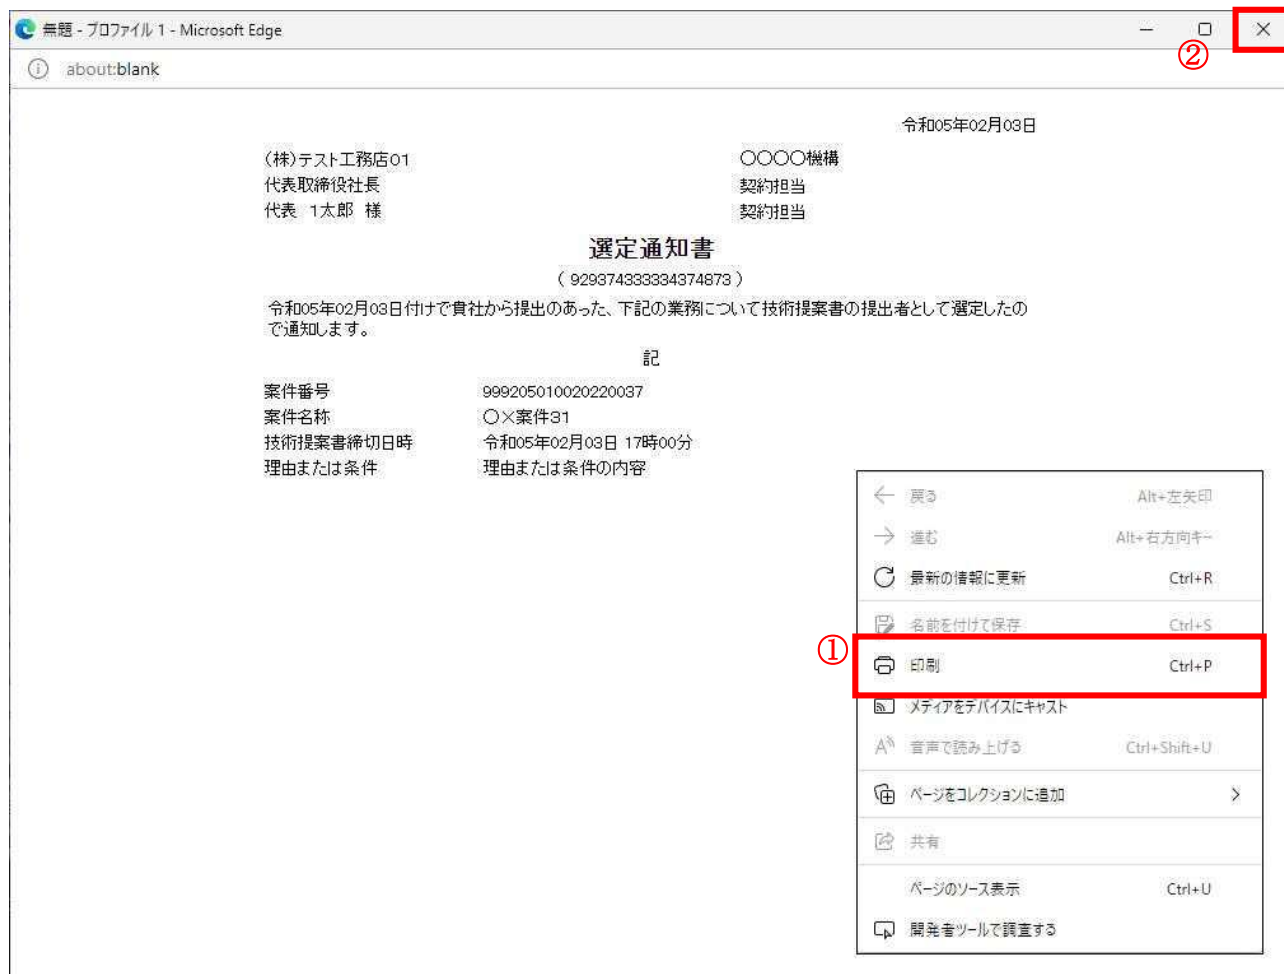 無題 - プロファイル 1 - Microsoft Edge
②
about:blank
令和05年02月03日
(株)テスト工務店01
〇〇〇〇機構
代表取締役社長
契約担当
代表 1太郎 様
契約担当
選定通知書
( 929374333334374873 )
令和05年02月03日付けで貴社から提出のあった、下記の業務について技術提案書の提出者として選定したの
で通知します。
記
案件番号 999205010020220037
案件名称 〇×案件31
技術提案書締切日時 令和05年02月03日 17時00分
理由または条件 理由または条件の内容
戻る Alt+左矢印
進む Alt+右方向キー
最新の情報に更新 Ctrl+R
名前を付けて保存 Ctrl+S
①
印刷 Ctrl+P
メディアをデバイスにキャスト
音声で読み上げる Ctrl+Shift+U
ページをコレクションに追加
共有
ページのソース表示 Ctrl+U
開発者ツールで調査する